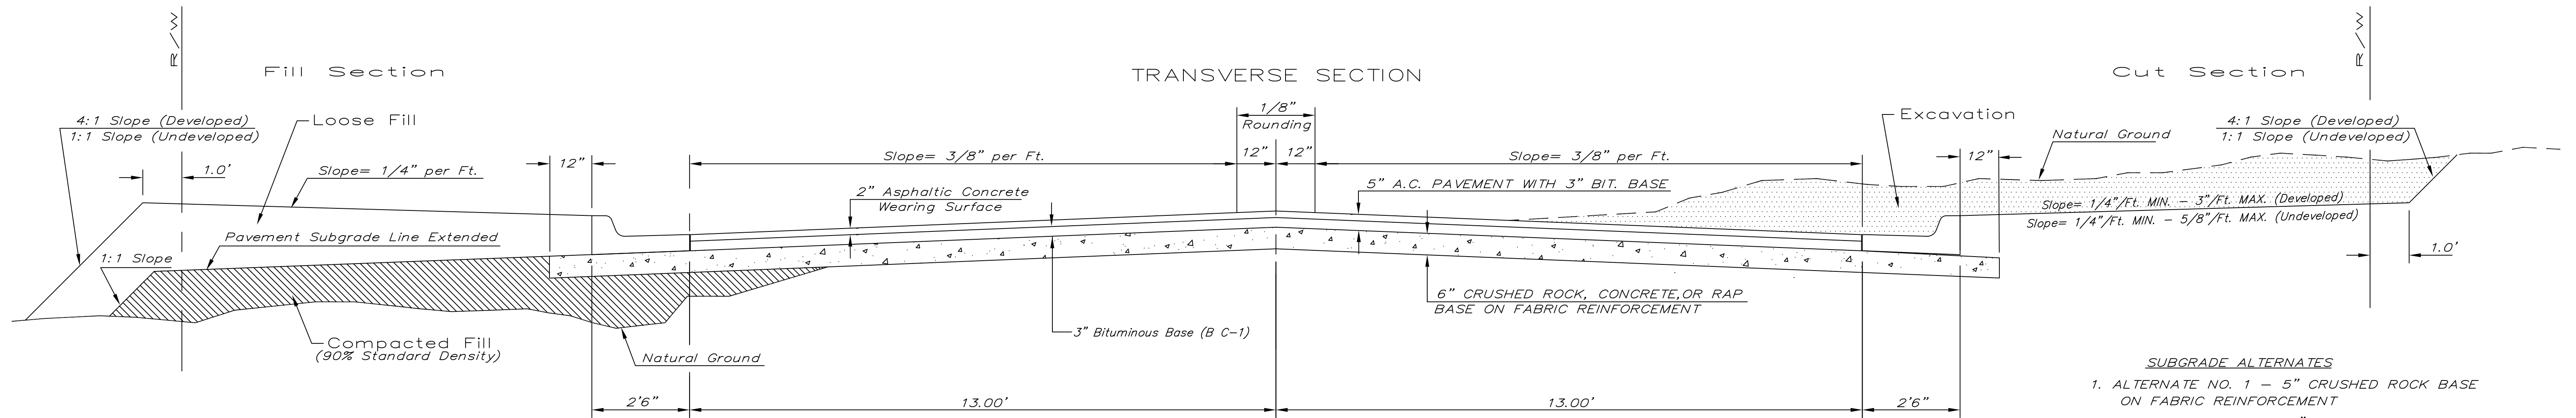 R/W
R/W
Fill Section
TRANSVERSE SECTION
Cut Section
4:1 Slope (Developed)
1:1 Slope (Undeveloped)
Loose Fill
1/8"
Rounding
Excavation
4:1 Slope (Developed)
1:1 Slope (Undeveloped)
Natural Ground
12"
Slope= 3/8" per Ft.
12"
12"
Slope= 3/8" per Ft.
12"
1.0'
Slope= 1/4" per Ft.
2" Asphaltic Concrete
Wearing Surface
5" A.C. PAVEMENT WITH 3" BIT. BASE
Slope= 1/4"/Ft. MIN. - 3"/Ft. MAX. (Developed)
Slope= 1/4"/Ft. MIN. - 5/8"/Ft. MAX. (Undeveloped)
Pavement Subgrade Line Extended
1:1 Slope
1.0'
6" CRUSHED ROCK, CONCRETE,OR RAP
BASE ON FABRIC REINFORCEMENT
3" Bituminous Base (B C-1)
Compacted Fill
(90% Standard Density)
Natural Ground
SUBGRADE ALTERNATES
1. ALTERNATE NO. 1 - 5" CRUSHED ROCK BASE
ON FABRIC REINFORCEMENT
2'6"
13.00'
13.00'
2'6"